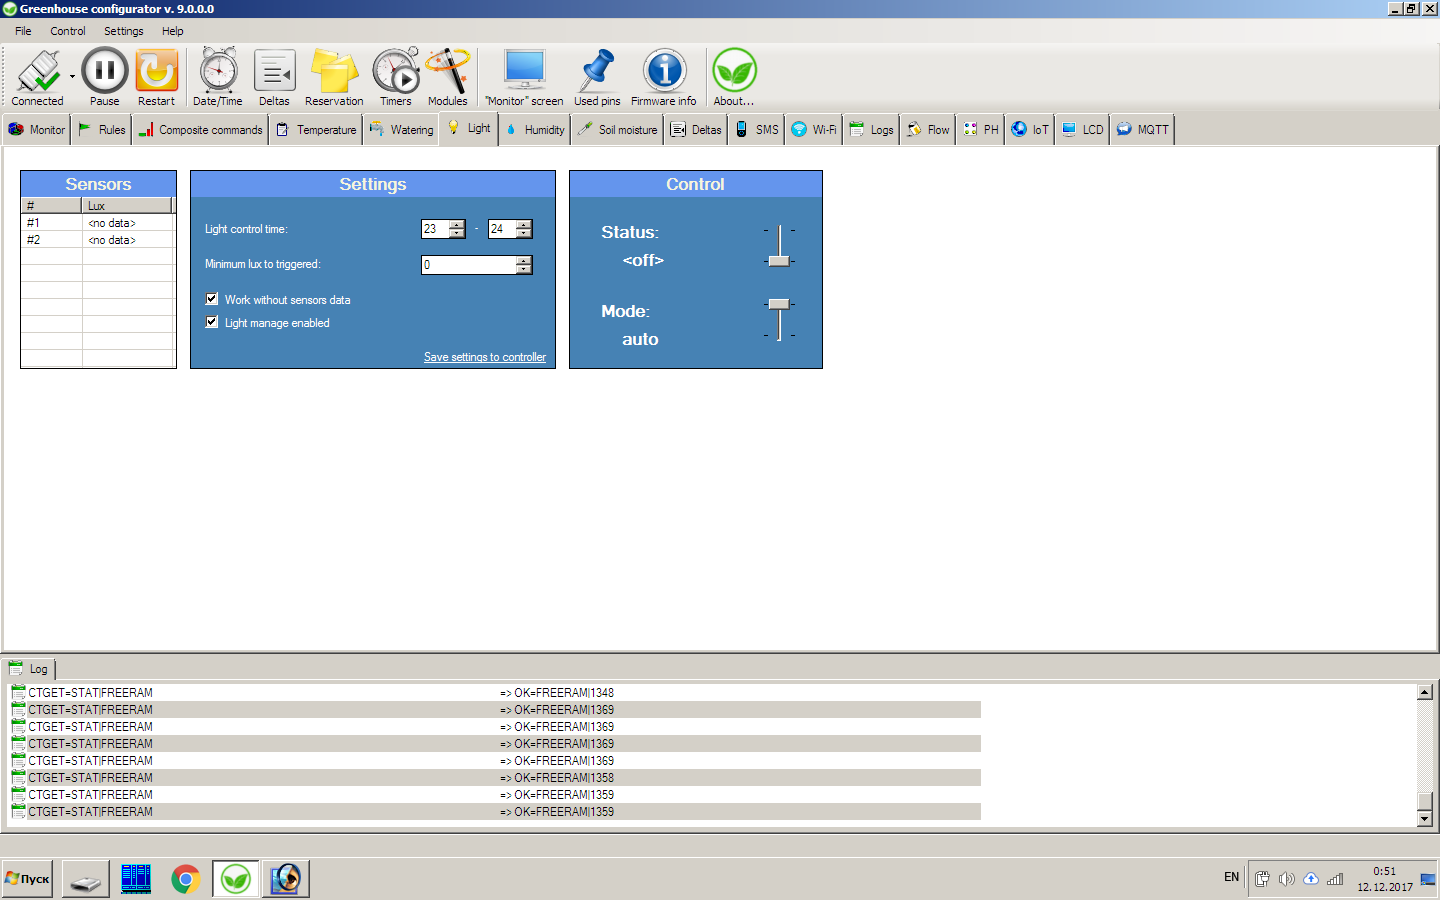 Greenhouse configurator v. 9.0.0.0
File Control Settings Help
Connected Pause Restart Date/Time Deltas Reservation Timers Modules "Monitor" screen Used pins Firmware info About...
Monitor Rules Composite commands Temperature Watering Light Humidity Soil moisture Deltas SMS Wi-Fi Logs Flow PH IoT LCD MQTT
Sensors
# Lux
#1 <no data>
#2 <no data>
Settings
Light control time: 23 - 24
Minimum lux to triggered: 0
Work without sensors data
Light manage enabled
Save settings to controller
Control
Status:
<off>
Mode:
auto
Log
CTGET=STAT|FREERAM => OK=FREERAM|1348
CTGET=STAT|FREERAM => OK=FREERAM|1369
CTGET=STAT|FREERAM => OK=FREERAM|1369
CTGET=STAT|FREERAM => OK=FREERAM|1369
CTGET=STAT|FREERAM => OK=FREERAM|1369
CTGET=STAT|FREERAM => OK=FREERAM|1358
CTGET=STAT|FREERAM => OK=FREERAM|1359
CTGET=STAT|FREERAM => OK=FREERAM|1359
Пуск EN 0:51
12.12.2017